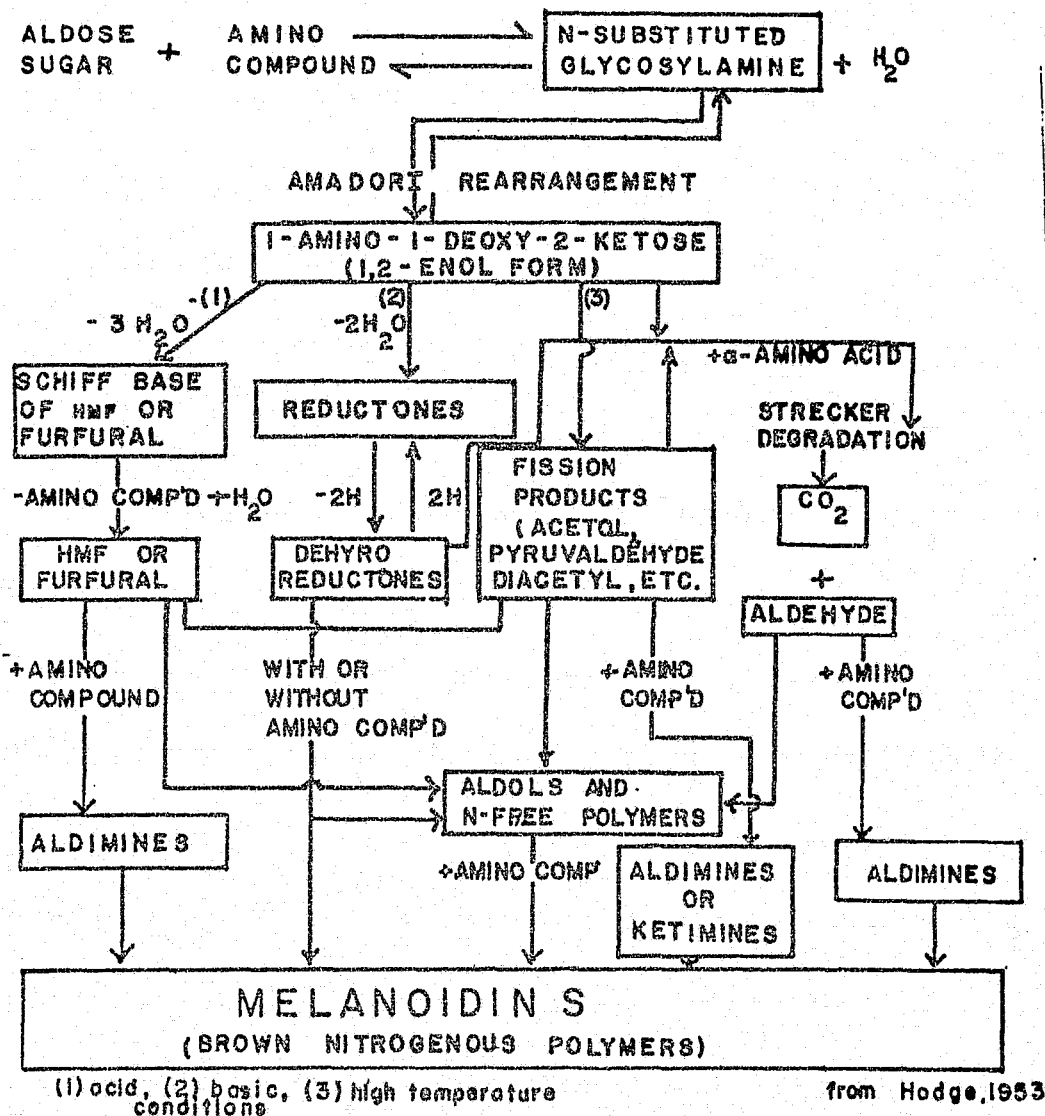 ALDOSE SUGAR + AMINO COMPOUND
N-SUBSTITUTED
GLYCOSYLAMINE + H2O
AMADORI REARRANGEMENT
1-AMINO-1-DEOXY-2-KETOSE
(1,2-ENOL FORM)
-(1)
- 3 H2O
(2)
-2H2O
(3)
+α-AMINO ACID
SCHIFF BASE
OF HMF OR
FURFURAL
REDUCTONES
STRECKER
DEGRADATION
-AMINO COMP'D +H2O
-2H
2H
FISSION
PRODUCTS
(ACETOL,
PYRUVALDEHYDE
DIACETYL, ETC.
CO2
+
ALDEHYDE
HMF OR
FURFURAL
DEHYRO
REDUCTONES
+AMINO
COMPOUND
WITH OR
WITHOUT
AMINO COMP'D
+AMINO
COMP'D
+AMINO
COMP'D
ALDOLS AND
N-FREE POLYMERS
ALDIMINES
+AMINO COMP
ALDIMINES
OR
KETIMINES
ALDIMINES
MELANOIDINS
(BROWN NITROGENOUS POLYMERS)
(1) acid, (2) basic, (3) high temperature
conditions
from Hodge,1953